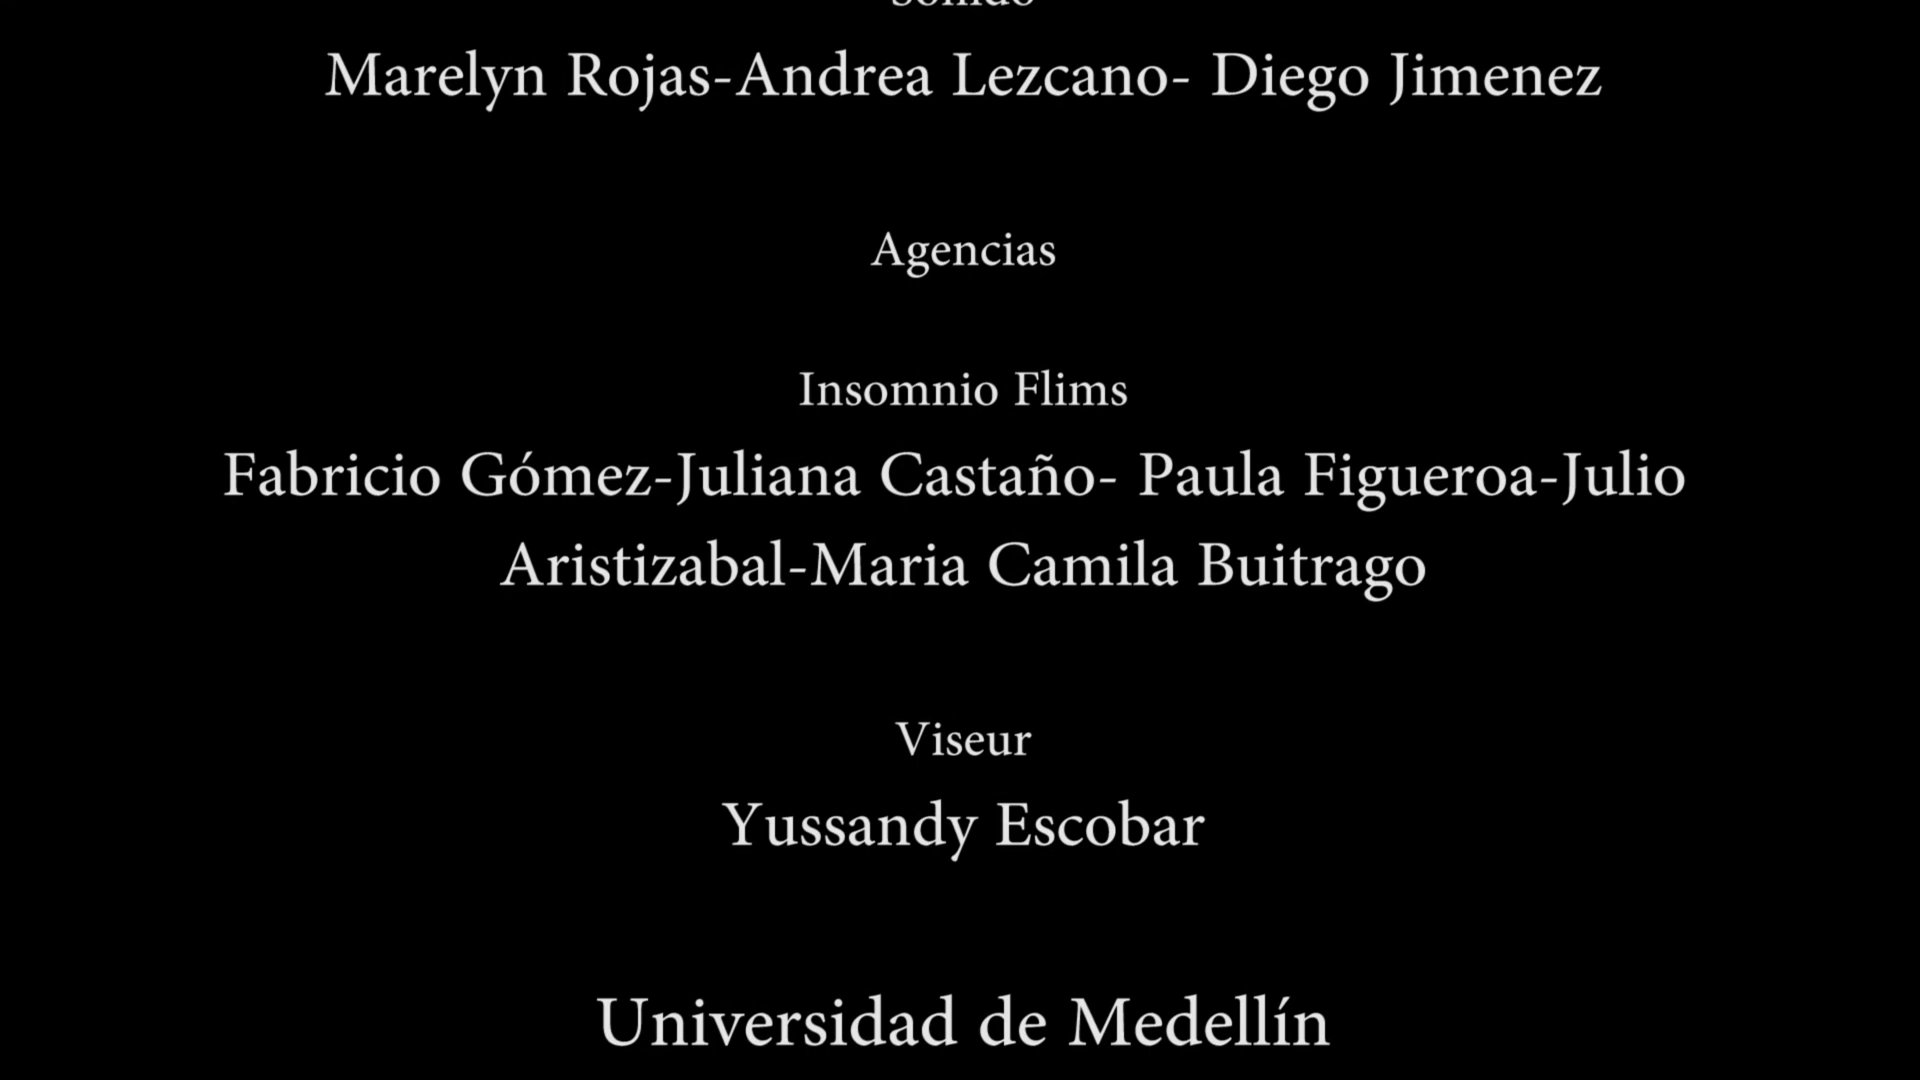 Sonido
Marelyn Rojas-Andrea Lezcano- Diego Jimenez
Agencias
Insomnio Flims
Fabricio Gómez-Juliana Castaño- Paula Figueroa-Julio
Aristizabal-Maria Camila Buitrago
Viseur
Yussandy Escobar
Universidad de Medellín